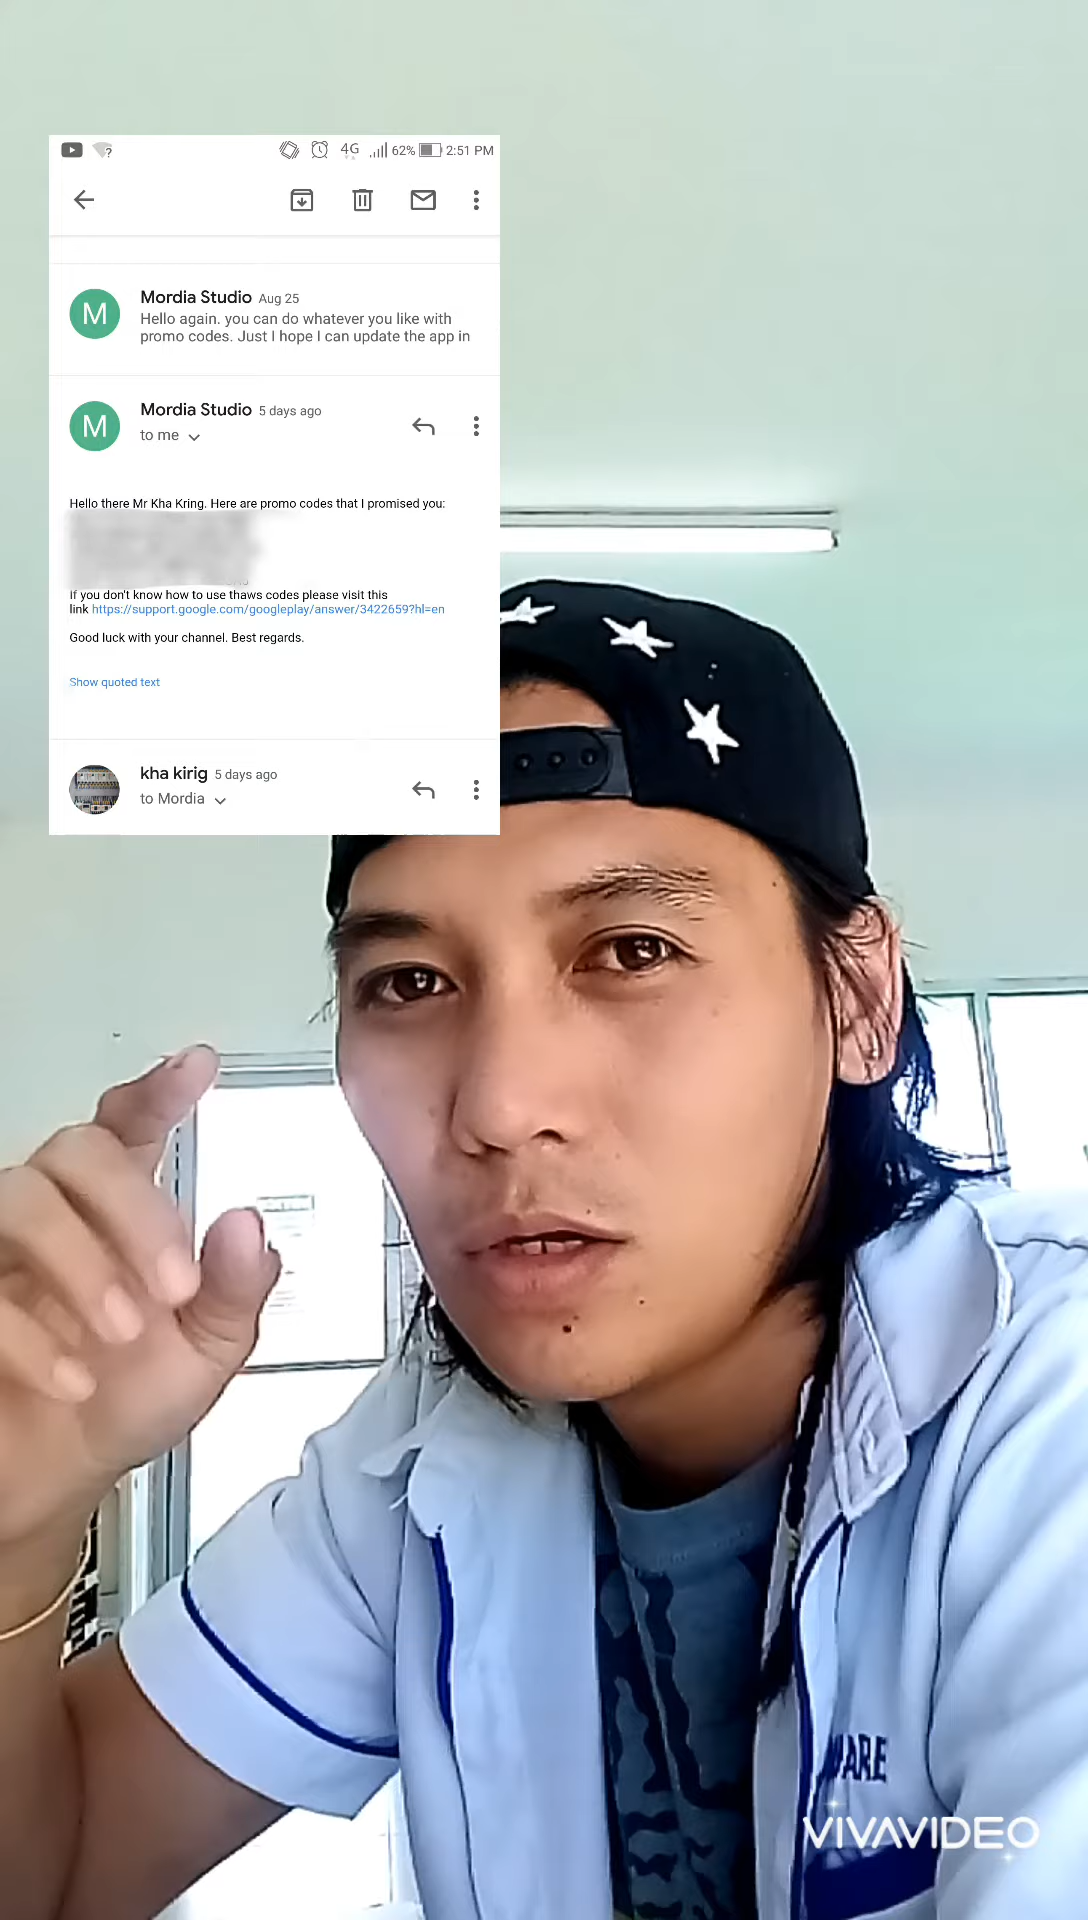 4G 62% 2:51 PM
Mordia Studio Aug 25
Hello again. you can do whatever you like with
promo codes. Just I hope I can update the app in
M
Mordia Studio 5 days ago
M
to me
Hello there Mr Kha Kring. Here are promo codes that I promised you:
if you don't know how to use thaws codes please visit this
link https://support.google.com/googleplay/answer/3422659?hl=en
Good luck with your channel. Best regards.
Show quoted text
kha kirig 5 days ago
to Mordia
WARE
VIVAVIDEO